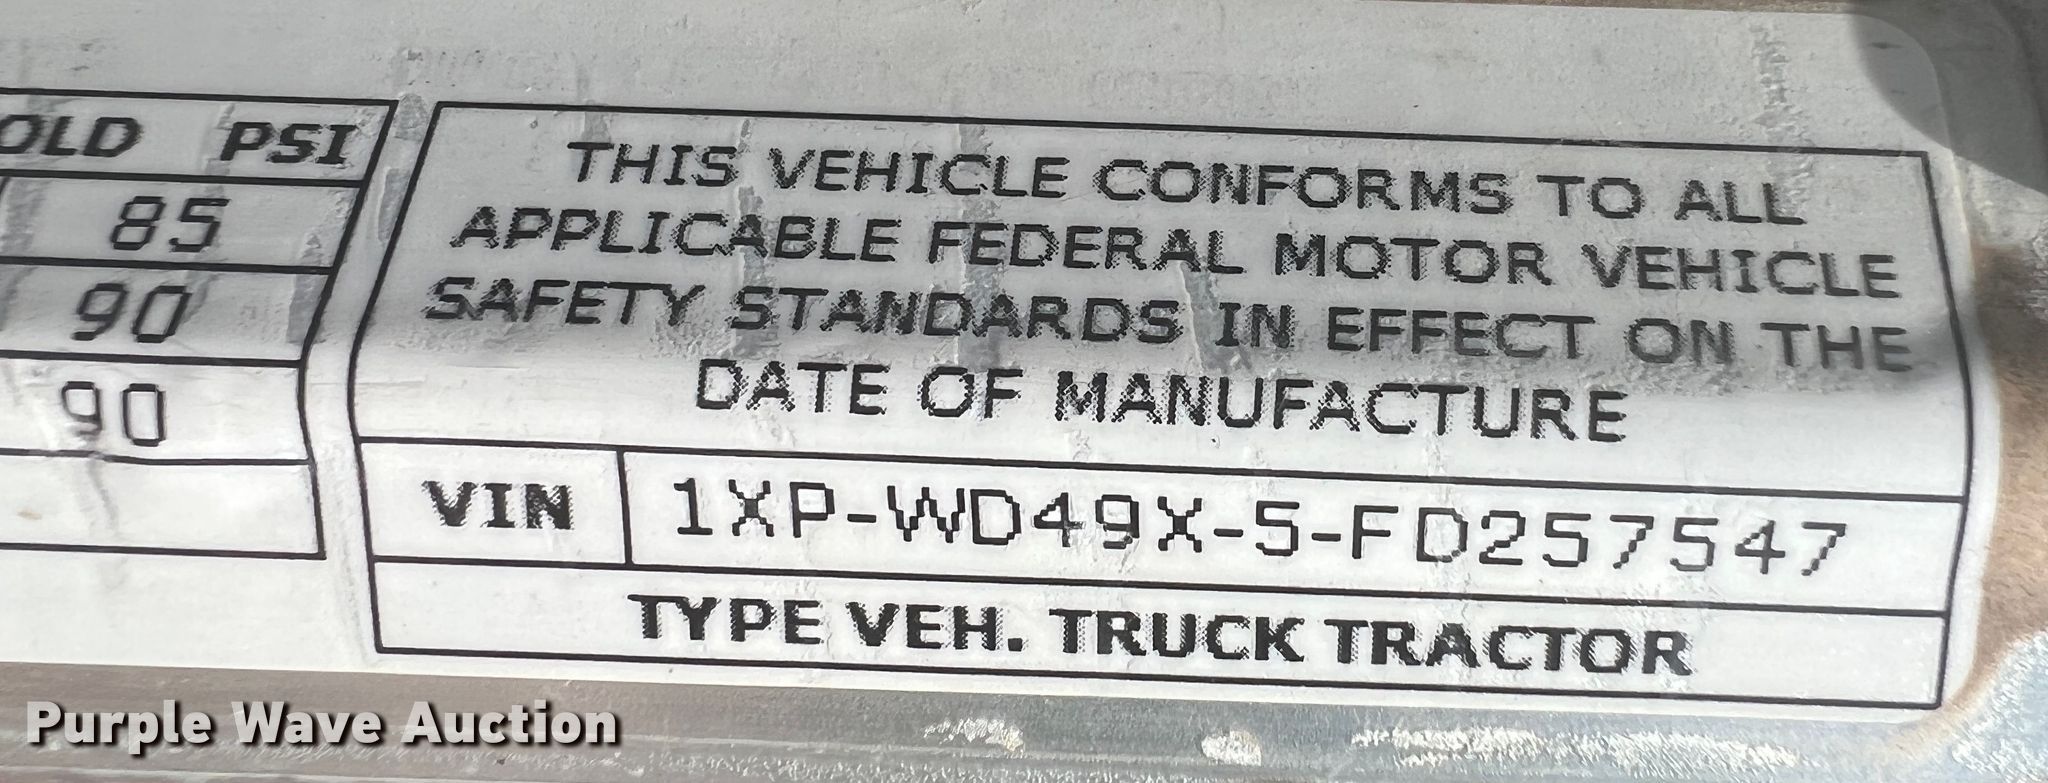 OLD PSI
85
90
90
THIS VEHICLE CONFORMS TO ALL
APPLICABLE FEDERAL MOTOR VEHICLE
SAFETY STANDARDS IN EFFECT ON THE
DATE OF MANUFACTURE
VIN 1XP-WD49X-5-FD257547
TYPE VEH. TRUCK TRACTOR
Purple Wave Auction